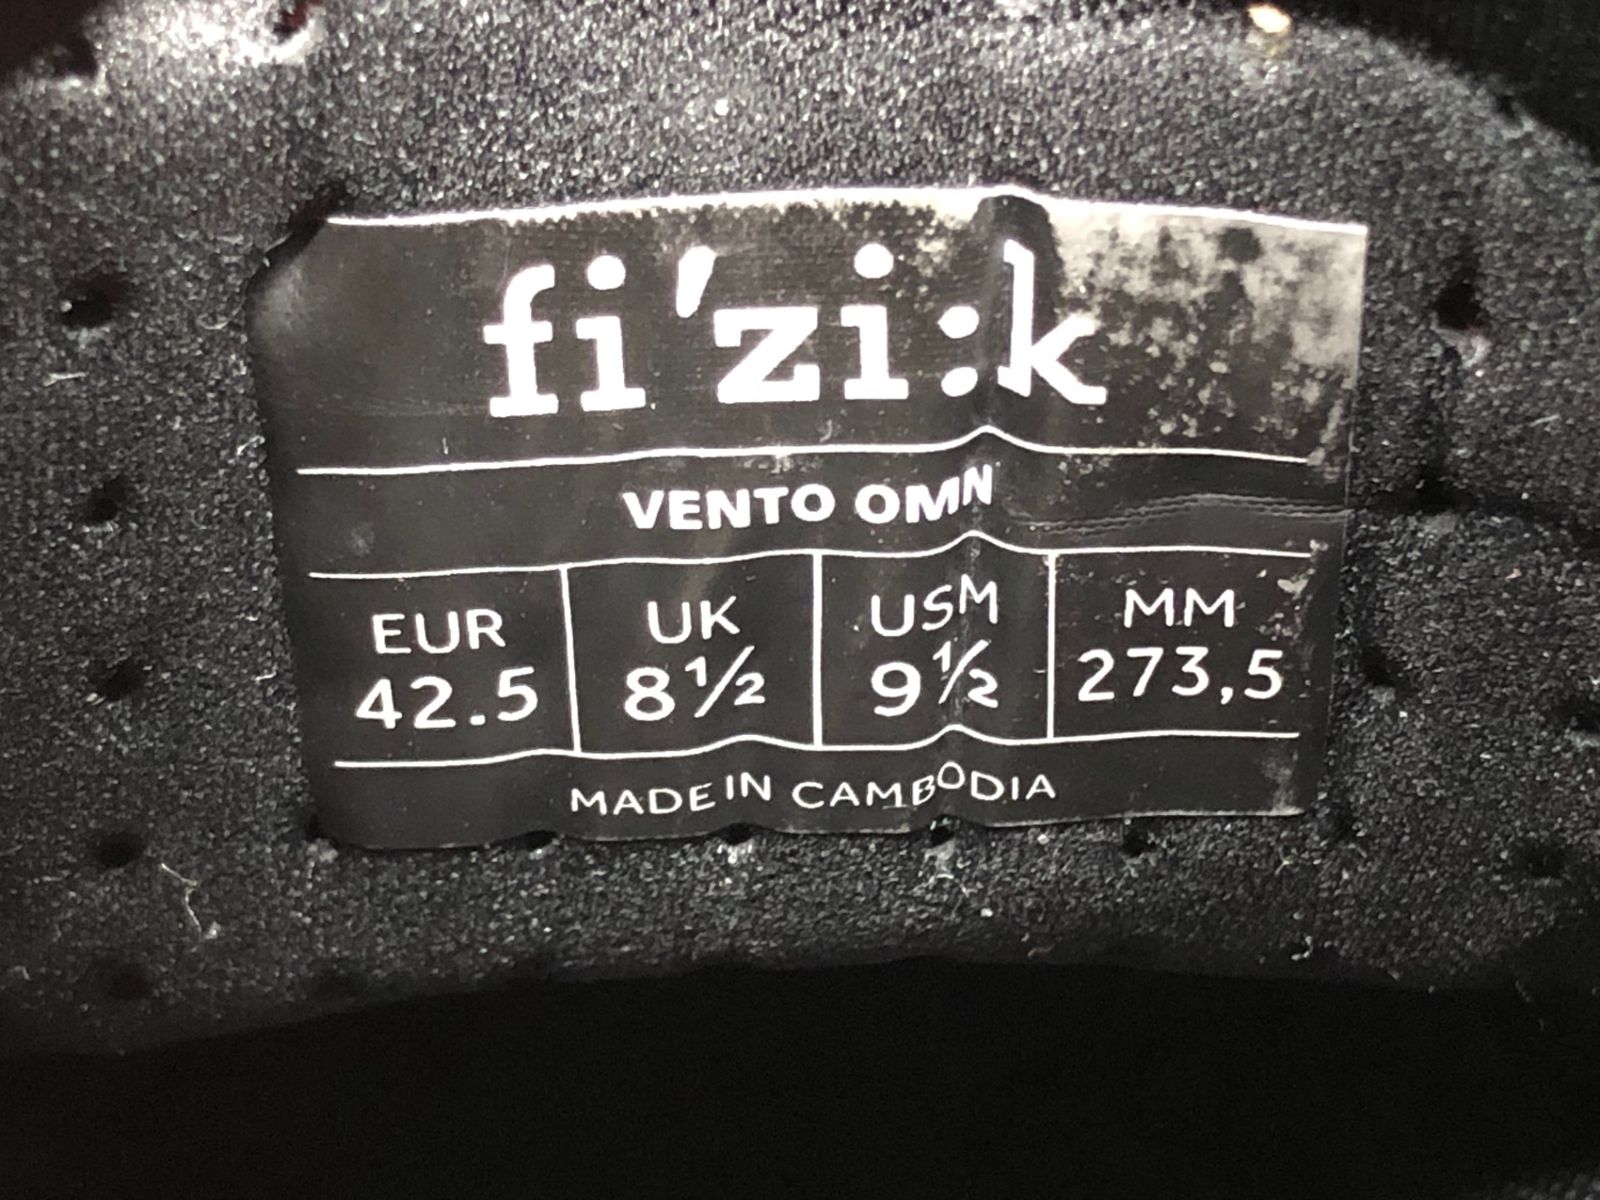 fi'zi:k
VENTO OMN
EUR UK USM MM
42.5 8½ 9½ 273,5
MADE IN CAMBODIA